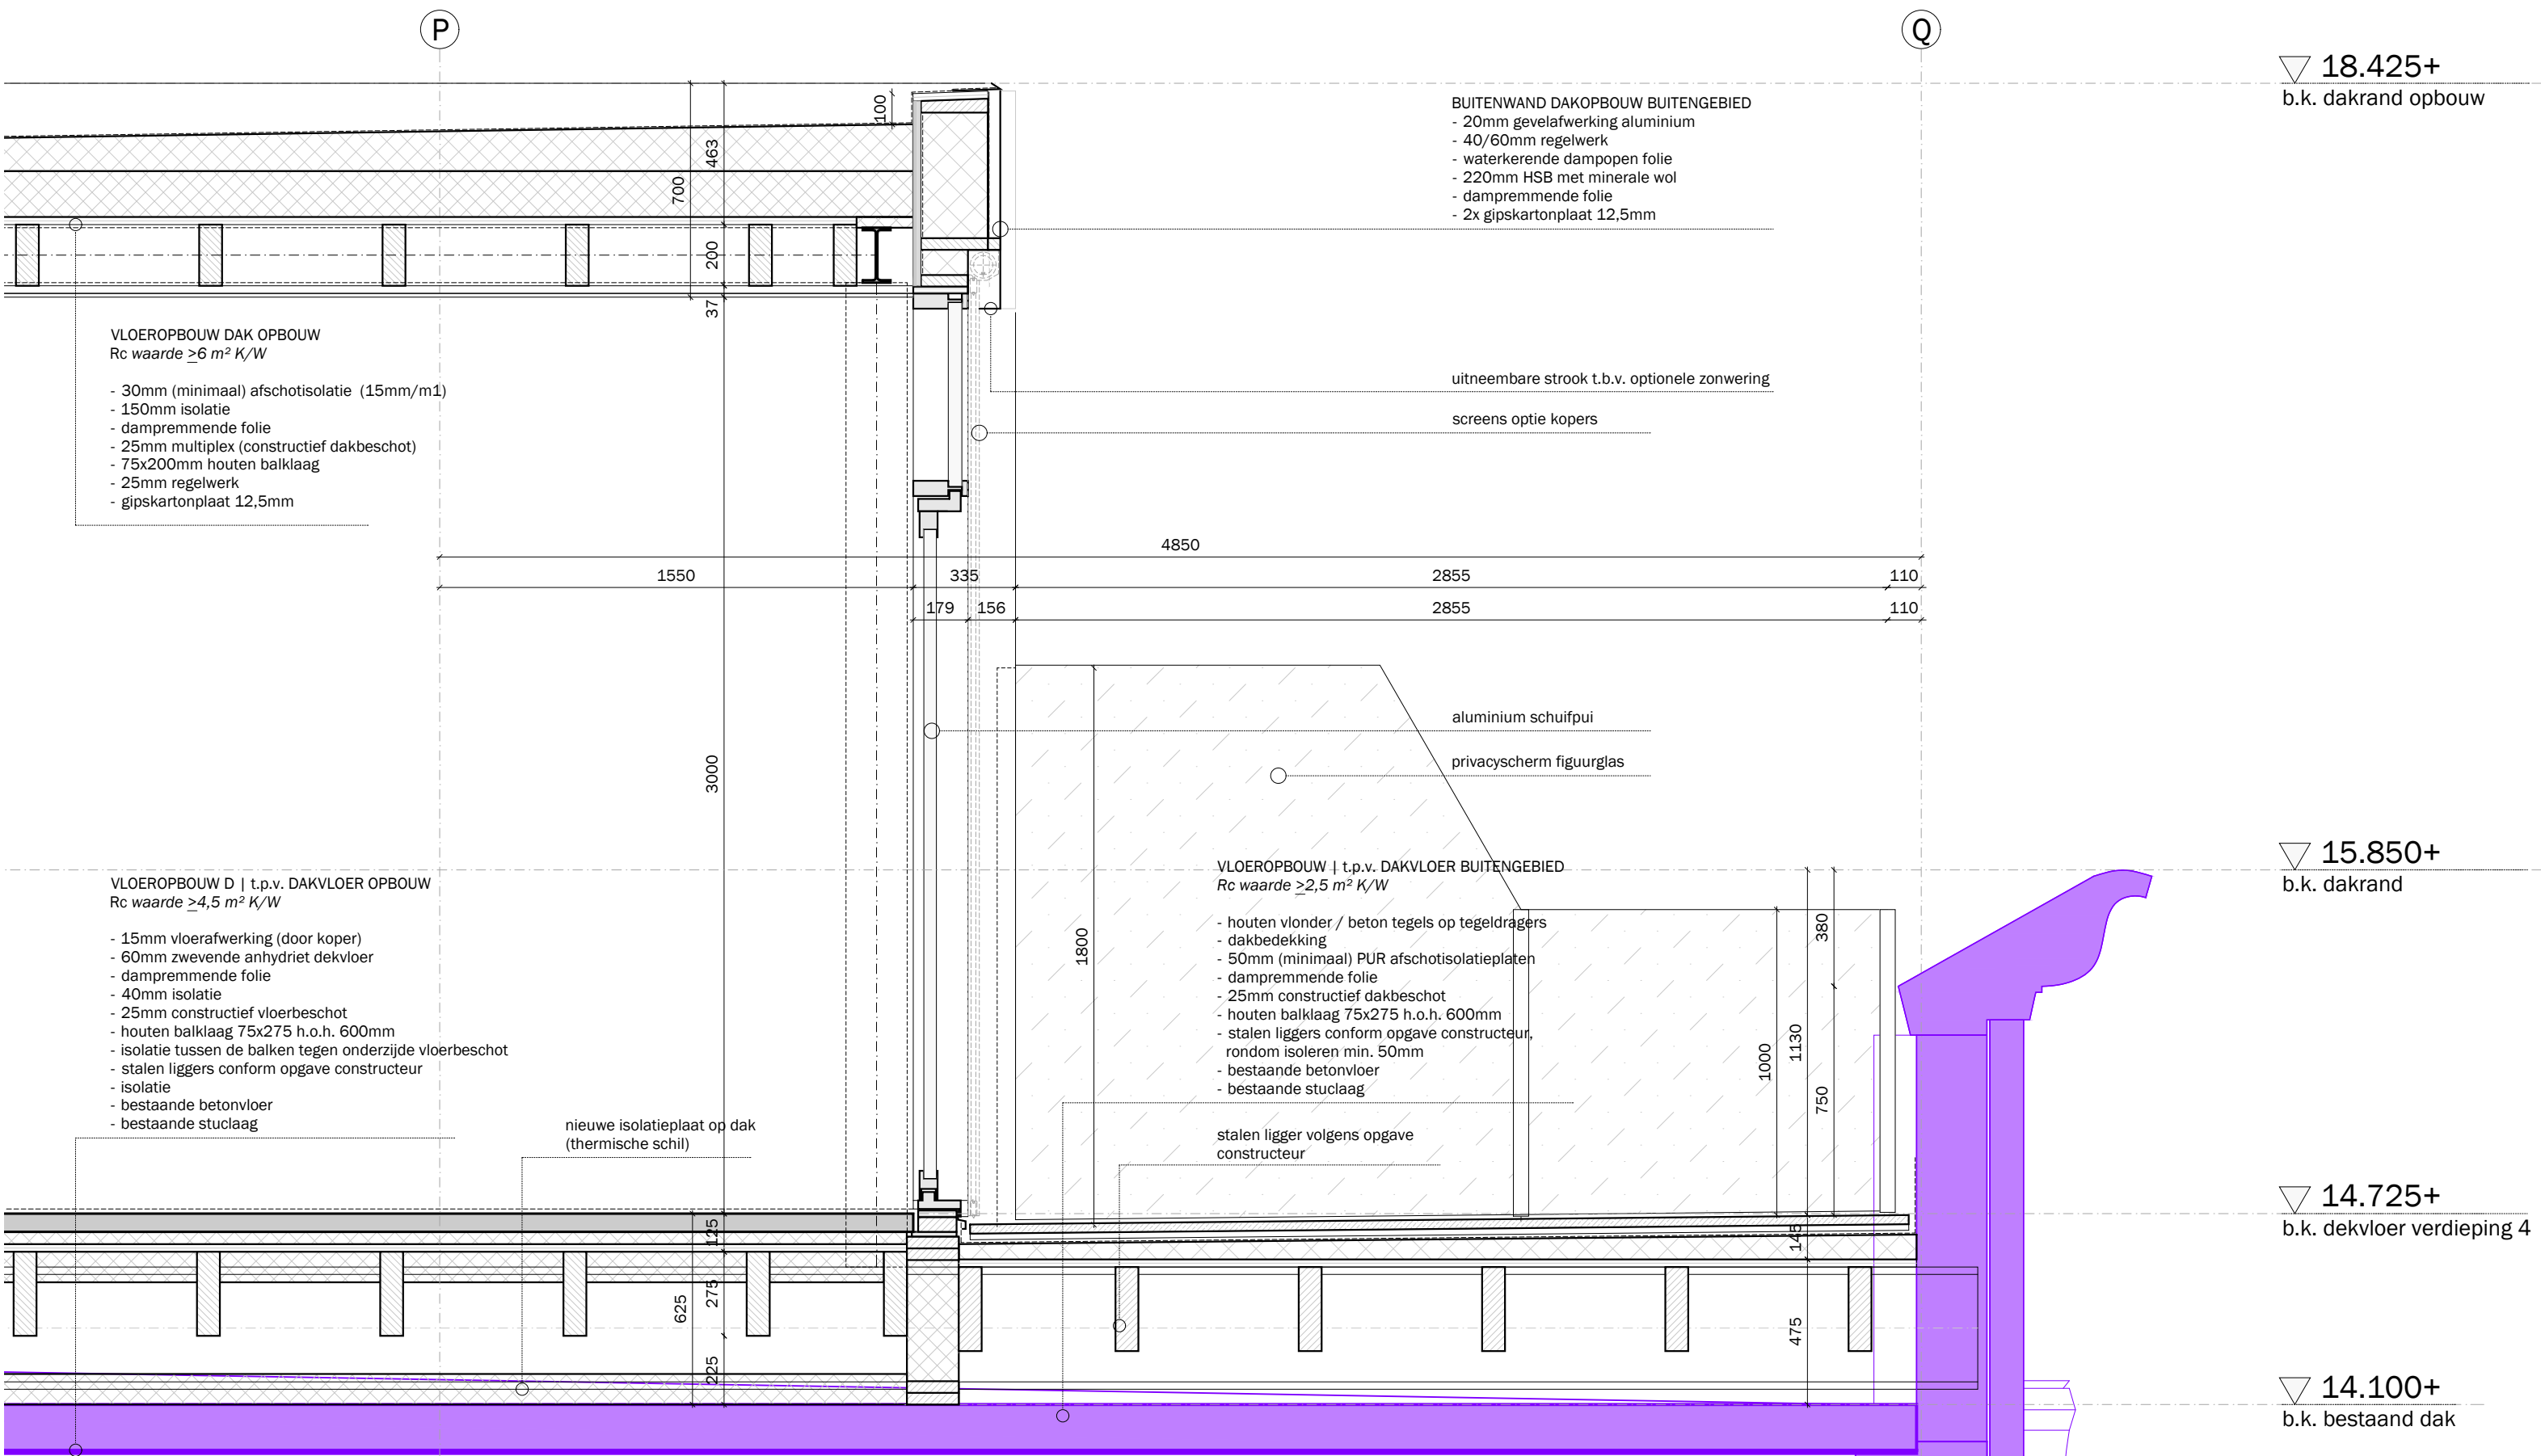 P
Q
18.425+
b.k. dakrand opbouw
BUITENWAND DAKOPBOUW BUITENGEBIED
- 20mm gevelafwerking aluminium
- 40/60mm regelwerk
- waterkerende dampopen folie
- 220mm HSB met minerale wol
- dampremmende folie
- 2x gipskartonplaat 12,5mm
100
463
700
200
37
VLOEROPBOUW DAK OPBOUW
Rc waarde >6 m² K/W
- 30mm (minimaal) afschotisolatie (15mm/m1)
- 150mm isolatie
- dampremmende folie
- 25mm multiplex (constructief dakbeschot)
- 75x200mm houten balklaag
- 25mm regelwerk
- gipskartonplaat 12,5mm
uitneembare strook t.b.v. optionele zonwering
screens optie kopers
4850
1550
335
2855
110
179
156
2855
110
aluminium schuifpui
privacyscherm figuurglas
3000
15.850+
b.k. dakrand
VLOEROPBOUW D | t.p.v. DAKVLOER OPBOUW
Rc waarde >4,5 m² K/W
- 15mm vloerafwerking (door koper)
- 60mm zwevende anhydriet dekvloer
- dampremmende folie
- 40mm isolatie
- 25mm constructief vloerbeschot
- houten balklaag 75x275 h.o.h. 600mm
- isolatie tussen de balken tegen onderzijde vloerbeschot
- stalen liggers conform opgave constructeur
- isolatie
- bestaande betonvloer
- bestaande stuclaag
nieuwe isolatieplaat op dak
(thermische schil)
VLOEROPBOUW | t.p.v. DAKVLOER BUITENGEBIED
Rc waarde >2,5 m² K/W
- houten vlonder / beton tegels op tegeldragers
- dakbedekking
- 50mm (minimaal) PUR afschotisolatieplaten
- dampremmende folie
- 25mm constructief dakbeschot
- houten balklaag 75x275 h.o.h. 600mm
- stalen liggers conform opgave constructeur,
rondom isoleren min. 50mm
- bestaande betonvloer
- bestaande stuclaag
stalen ligger volgens opgave
constructeur
1800
1000
1130
380
750
14.725+
b.k. dekvloer verdieping 4
125
275
625
225
145
475
14.100+
b.k. bestaand dak